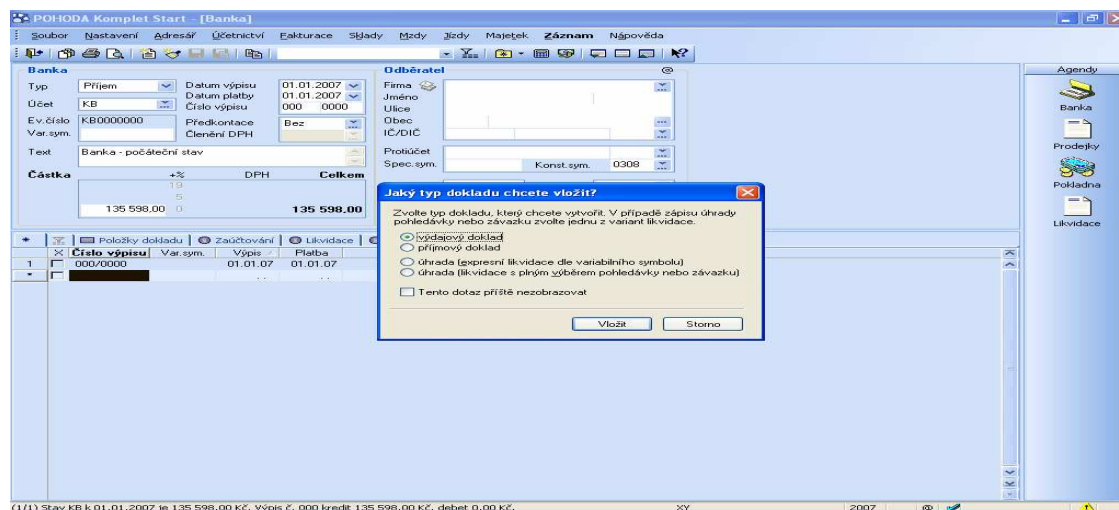 POHODA Komplet Start - [Banka]
Soubor Nastavení Adresář Účetnictví Fakturace Sklady Mzdy Jízdy Majetek Záznam Nápověda
Banka
Typ Příjem Datum výpisu 01.01.2007
Datum platby 01.01.2007
Účet KB Číslo výpisu 000 0000
Ev.číslo KB0000000 Předkontace Bez
Var.sym. Členění DPH
Text Banka - počáteční stav
Částka +% DPH Celkem
19
5
135 598,00 0 135 598,00
Odběratel @
Firma
Jméno
Ulice
Obec
IČ/DIČ
Protiúčet
Spec.sym. Konst.sym. 0308
Agendy
Banka
Prodejky
Pokladna
Likvidace
Jaký typ dokladu chcete vložit?
Zvolte typ dokladu, který chcete vytvořit. V případě zápisu úhrady
pohledávky nebo závazku zvolte jednu z variant likvidace.
výdajový doklad
příjmový doklad
úhrada (expresní likvidace dle variabilního symbolu)
úhrada (likvidace s plným výběrem pohledávky nebo závazku)
Tento dotaz příště nezobrazovat
Vložit Storno
* Položky dokladu Zaúčtování Likvidace
X Číslo výpisu Var.sym. Výpis Platba
1 000/0000 01.01.07 01.01.07
* . . . .
(1/1) Stav KB k 01.01.2007 je 135 598,00 Kč. Výpis č. 000 kredit 135 598,00 Kč, debet 0,00 Kč. XY 2007 @